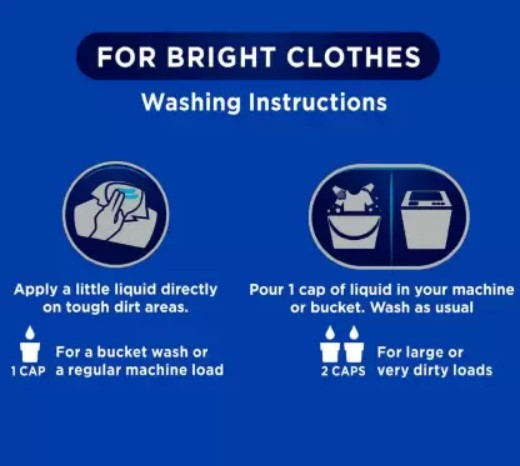 FOR BRIGHT CLOTHES
Washing Instructions
Apply a little liquid directly
on tough dirt areas.
Pour 1 cap of liquid in your machine
or bucket. Wash as usual
1 CAP
For a bucket wash or
a regular machine load
2 CAPS
For large or
very dirty loads